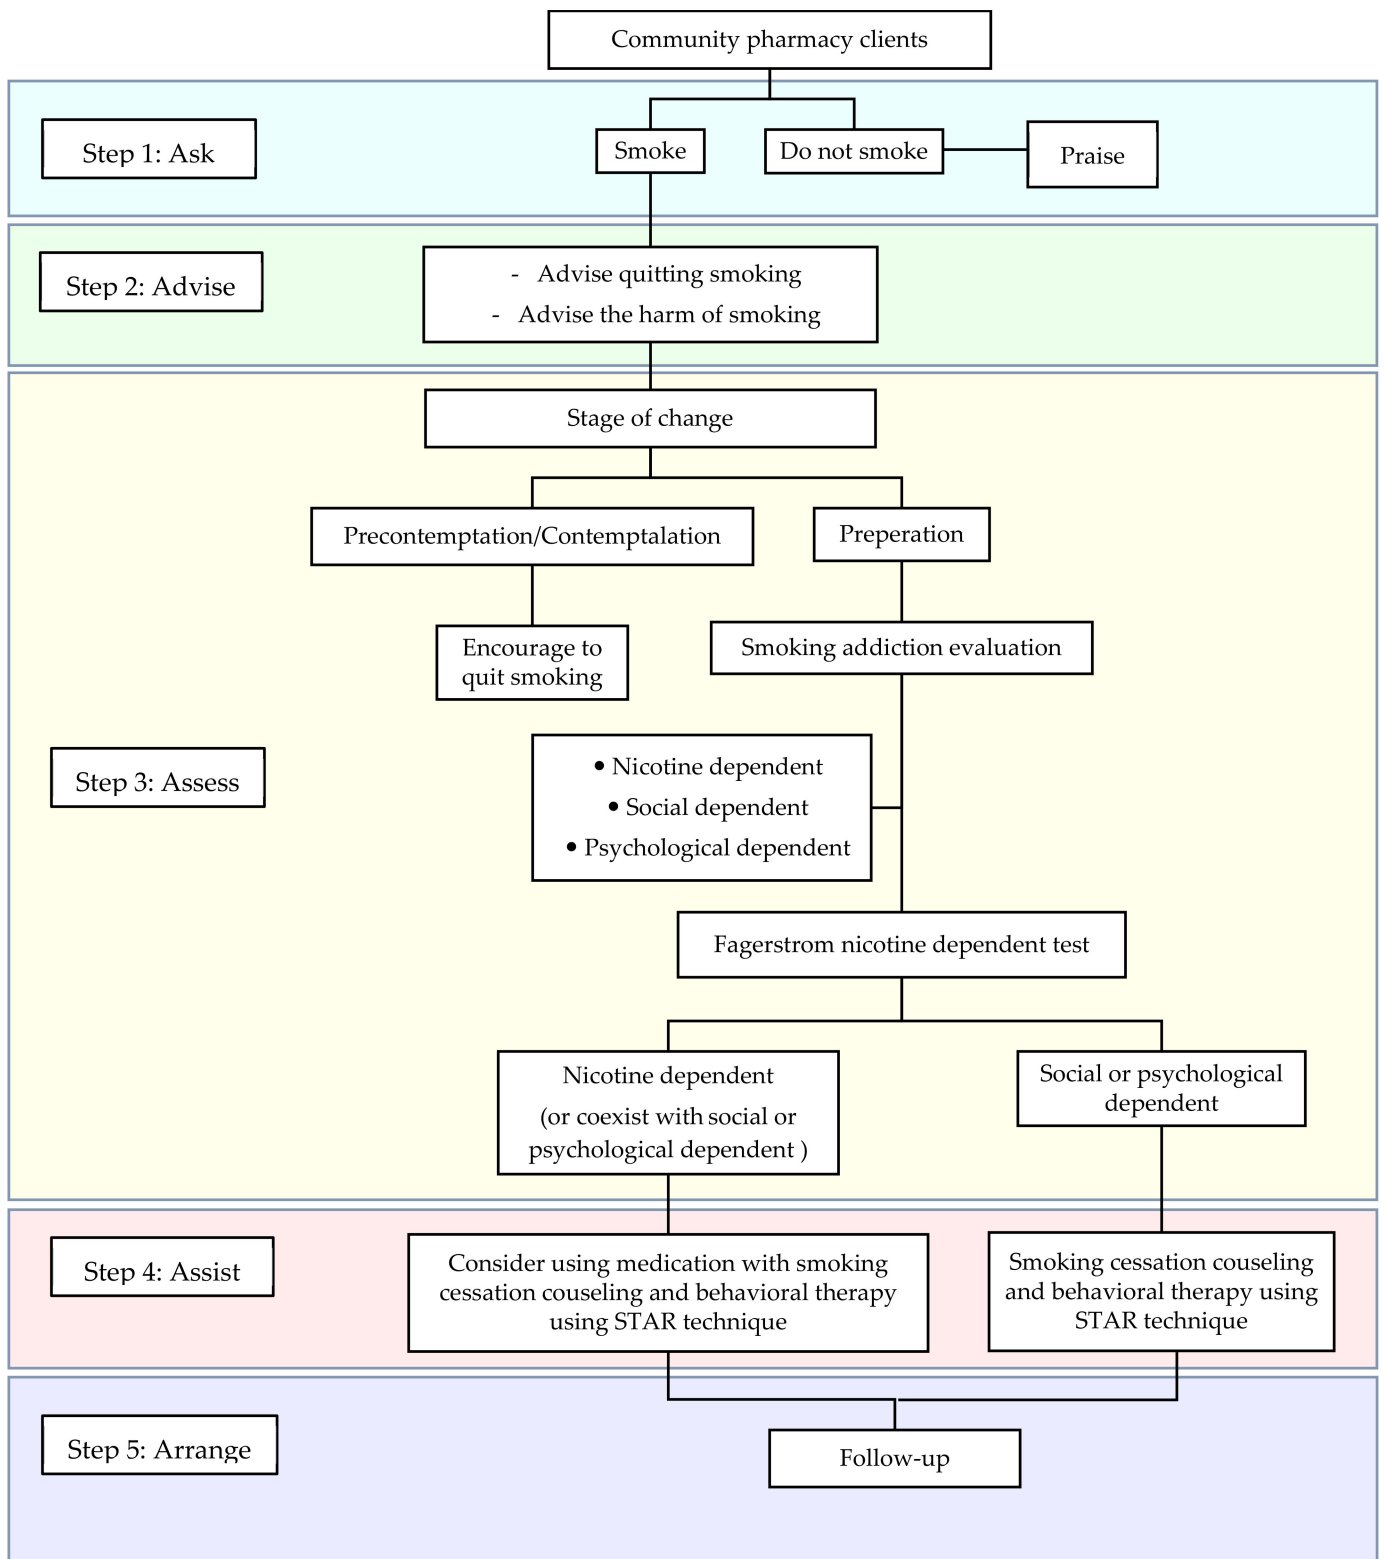 Community pharmacy clients
Step 1: Ask
Smoke
Do not smoke
Praise
Step 2: Advise
- Advise quitting smoking
- Advise the harm of smoking
Stage of change
Precontemptation/Contemptalation
Preperation
Encourage to
quit smoking
Smoking addiction evaluation
Step 3: Assess
• Nicotine dependent
• Social dependent
• Psychological dependent
Fagerstrom nicotine dependent test
Nicotine dependent
(or coexist with social or
psychological dependent )
Social or psychological
dependent
Step 4: Assist
Consider using medication with smoking
cessation couseling and behavioral therapy
using STAR technique
Smoking cessation couseling
and behavioral therapy using
STAR technique
Step 5: Arrange
Follow-up